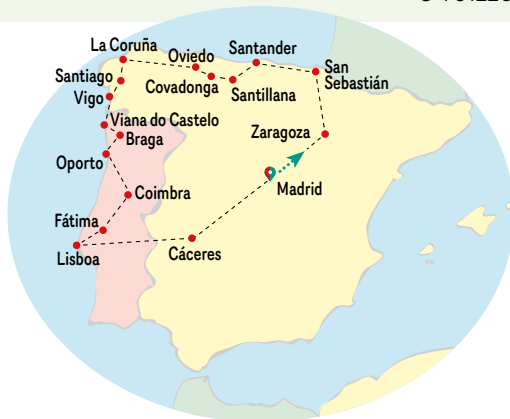 La Coruña
Oviedo
Santander
San
Sebastián
Santiago
Covadonga
Santillana
Vigo
Viana do Castelo
Braga
Zaragoza
Oporto
Madrid
Coimbra
Fátima
Lisboa
Cáceres